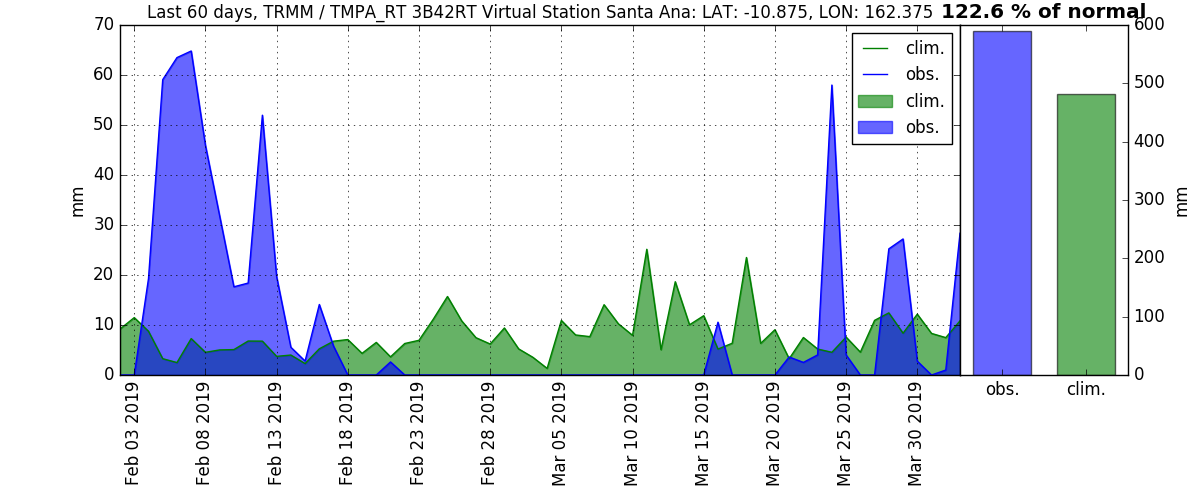 Last 60 days, TRMM / TMPA_RT 3B42RT Virtual Station Santa Ana: LAT: -10.875, LON: 162.375 122.6 % of normal
70
60
50
40
30
20
10
0
mm
clim.
obs.
clim.
obs.
Feb 03 2019
Feb 08 2019
Feb 13 2019
Feb 18 2019
Feb 23 2019
Feb 28 2019
Mar 05 2019
Mar 10 2019
Mar 15 2019
Mar 20 2019
Mar 25 2019
Mar 30 2019
600
500
400
300
200
100
0
mm
obs.
clim.